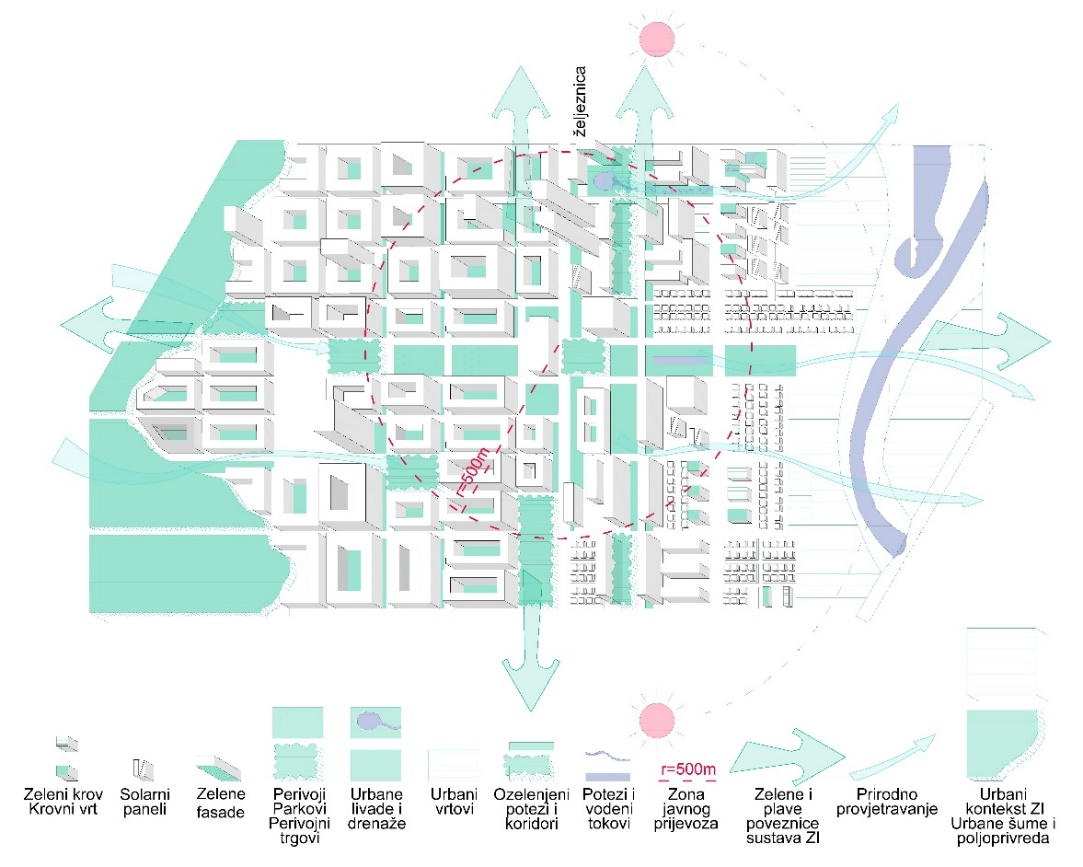 željeznica
r=500m
r=500m
Zeleni krov
Krovni vrt
Solarni
paneli
Zelene
fasade
Perivoji
Parkovi
Perivojni
trgovi
Urbane
livade i
drenaže
Urbani
vrtovi
Ozelenjeni
potezi i
koridori
Potezi i
vodeni
tokovi
Zona
javnog
prijevoza
Zelene i
plave
poveznice
sustava ZI
Prirodno
provjetravanje
Urbani
kontekst ZI
Urbane šume i
poljoprivreda